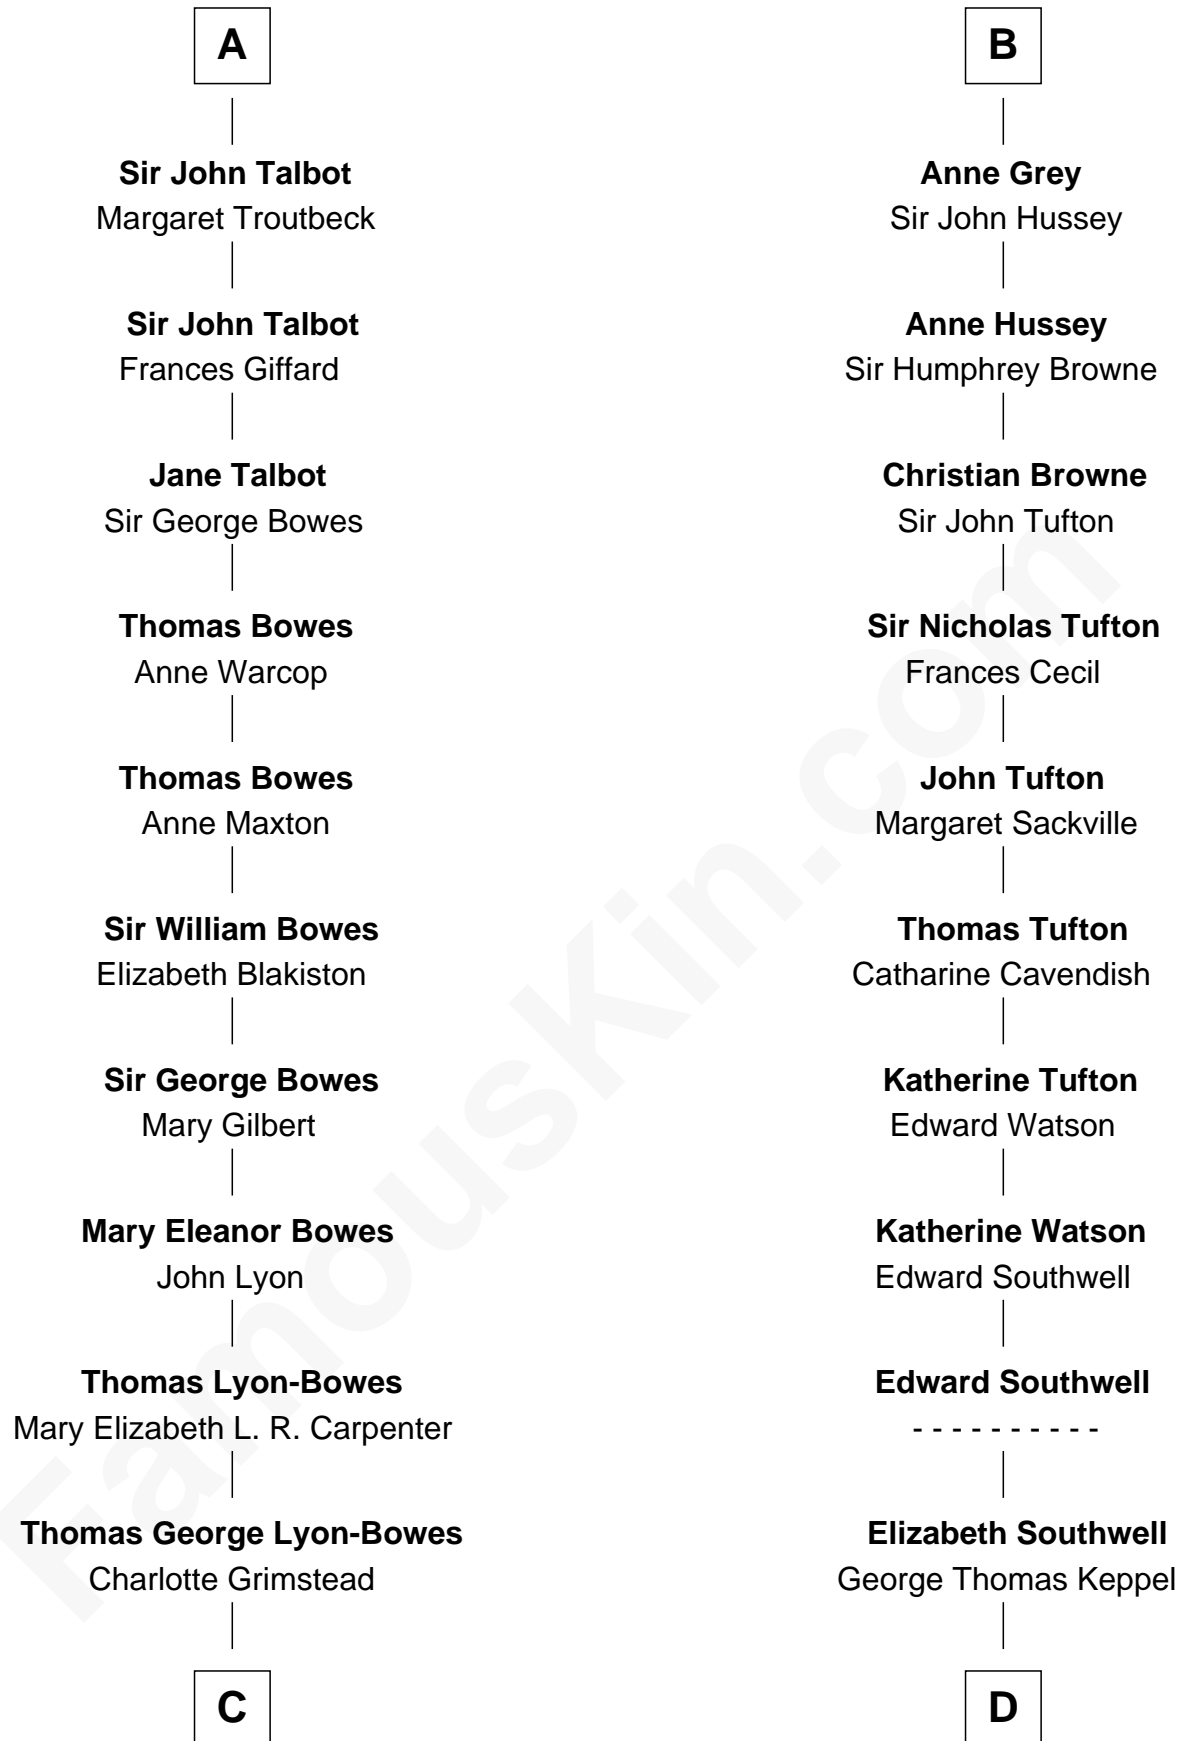 A
Sir John Talbot
Margaret Troutbeck
Sir John Talbot
Frances Giffard
Jane Talbot
Sir George Bowes
Thomas Bowes
Anne Warcop
Thomas Bowes
Anne Maxton
Sir William Bowes
Elizabeth Blakiston
Sir George Bowes
Mary Gilbert
Mary Eleanor Bowes
John Lyon
Thomas Lyon-Bowes
Mary Elizabeth L. R. Carpenter
Thomas George Lyon-Bowes
Charlotte Grimstead
C
B
Anne Grey
Sir John Hussey
Anne Hussey
Sir Humphrey Browne
Christian Browne
Sir John Tufton
Sir Nicholas Tufton
Frances Cecil
John Tufton
Margaret Sackville
Thomas Tufton
Catharine Cavendish
Katherine Tufton
Edward Watson
Katherine Watson
Edward Southwell
Edward Southwell
- - - - - - - - - -
Elizabeth Southwell
George Thomas Keppel
D
FamousKin.com